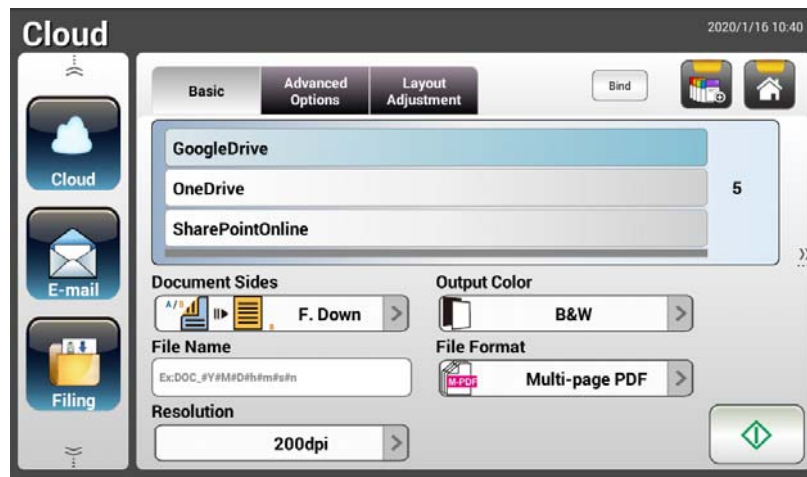 Cloud
2020/1/16 10:40
Basic
Advanced
Options
Layout
Adjustment
Bind
Cloud
E-mail
Filing
GoogleDrive
OneDrive
SharePointOnline
5
Document Sides
A/B
F. Down
Output Color
B&W
File Name
Ex:DOC_#Y#M#D#h#m#s#n
File Format
M-PDF
Multi-page PDF
Resolution
200dpi